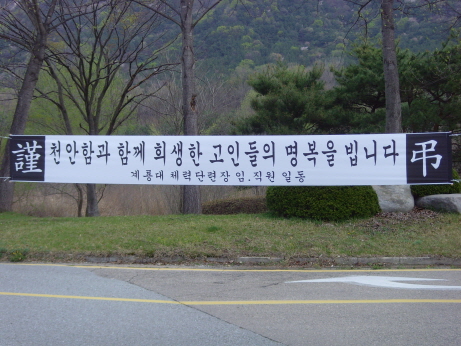 謹 천안함과 함께 희생한 고인들의 명복을 빕니다 弔
계룡대 체력단련장 임.직원 일동